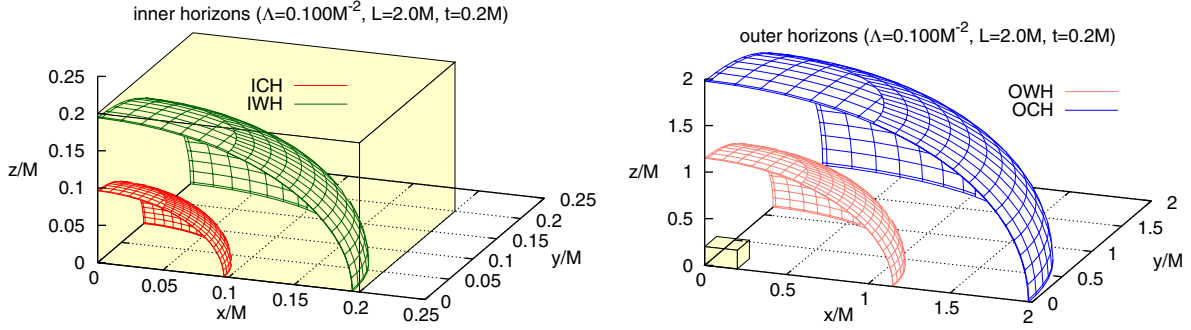 inner horizons (Λ=0.100M⁻², L=2.0M, t=0.2M)
ICH
IWH
z/M
0.25
0.2
0.15
0.1
0.05
0
0
0.05
0.1
0.15
0.2
0.25
x/M
0
0.05
0.1
0.15
0.2
0.25
y/M
outer horizons (Λ=0.100M⁻², L=2.0M, t=0.2M)
OWH
OCH
z/M
2
1.5
1
0.5
0
0
0.5
1
1.5
2
x/M
0
0.5
1
1.5
2
y/M